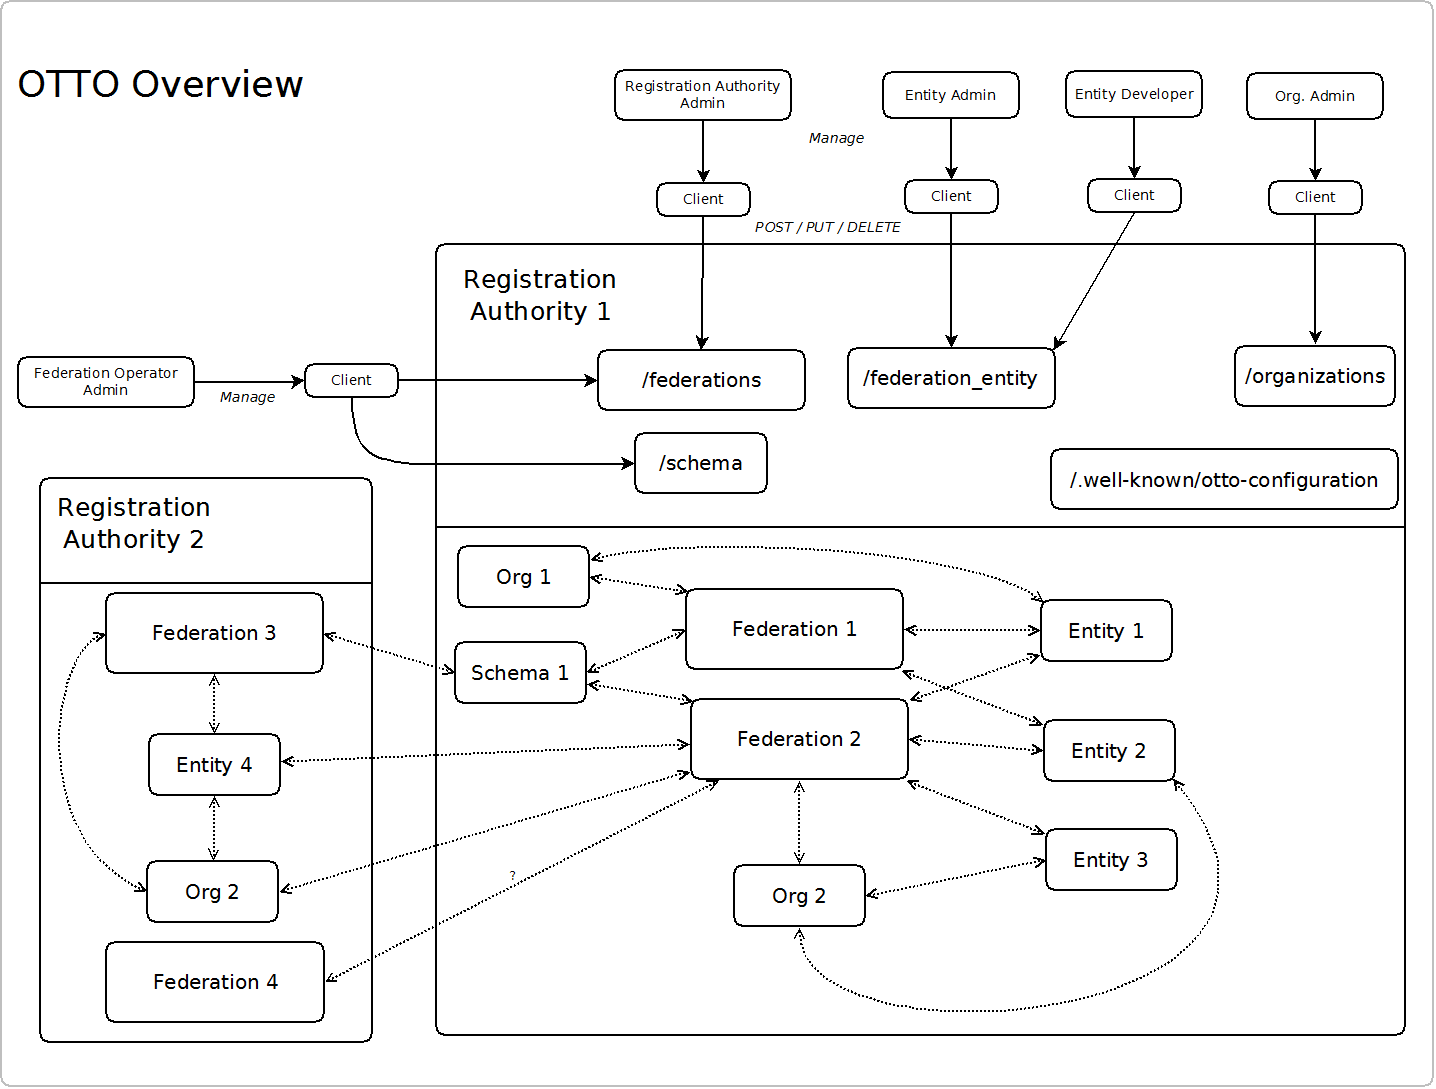 OTTO Overview
Registration Authority
Admin
Entity Admin
Entity Developer
Org. Admin
Manage
Client
Client
Client
Client
POST / PUT / DELETE
Registration
Authority 1
Federation Operator
Admin
Manage
Client
/federations
/federation_entity
/organizations
/schema
/.well-known/otto-configuration
Registration
Authority 2
Federation 3
Entity 4
Org 2
Federation 4
?
Org 1
Schema 1
Federation 1
Federation 2
Org 2
Entity 1
Entity 2
Entity 3